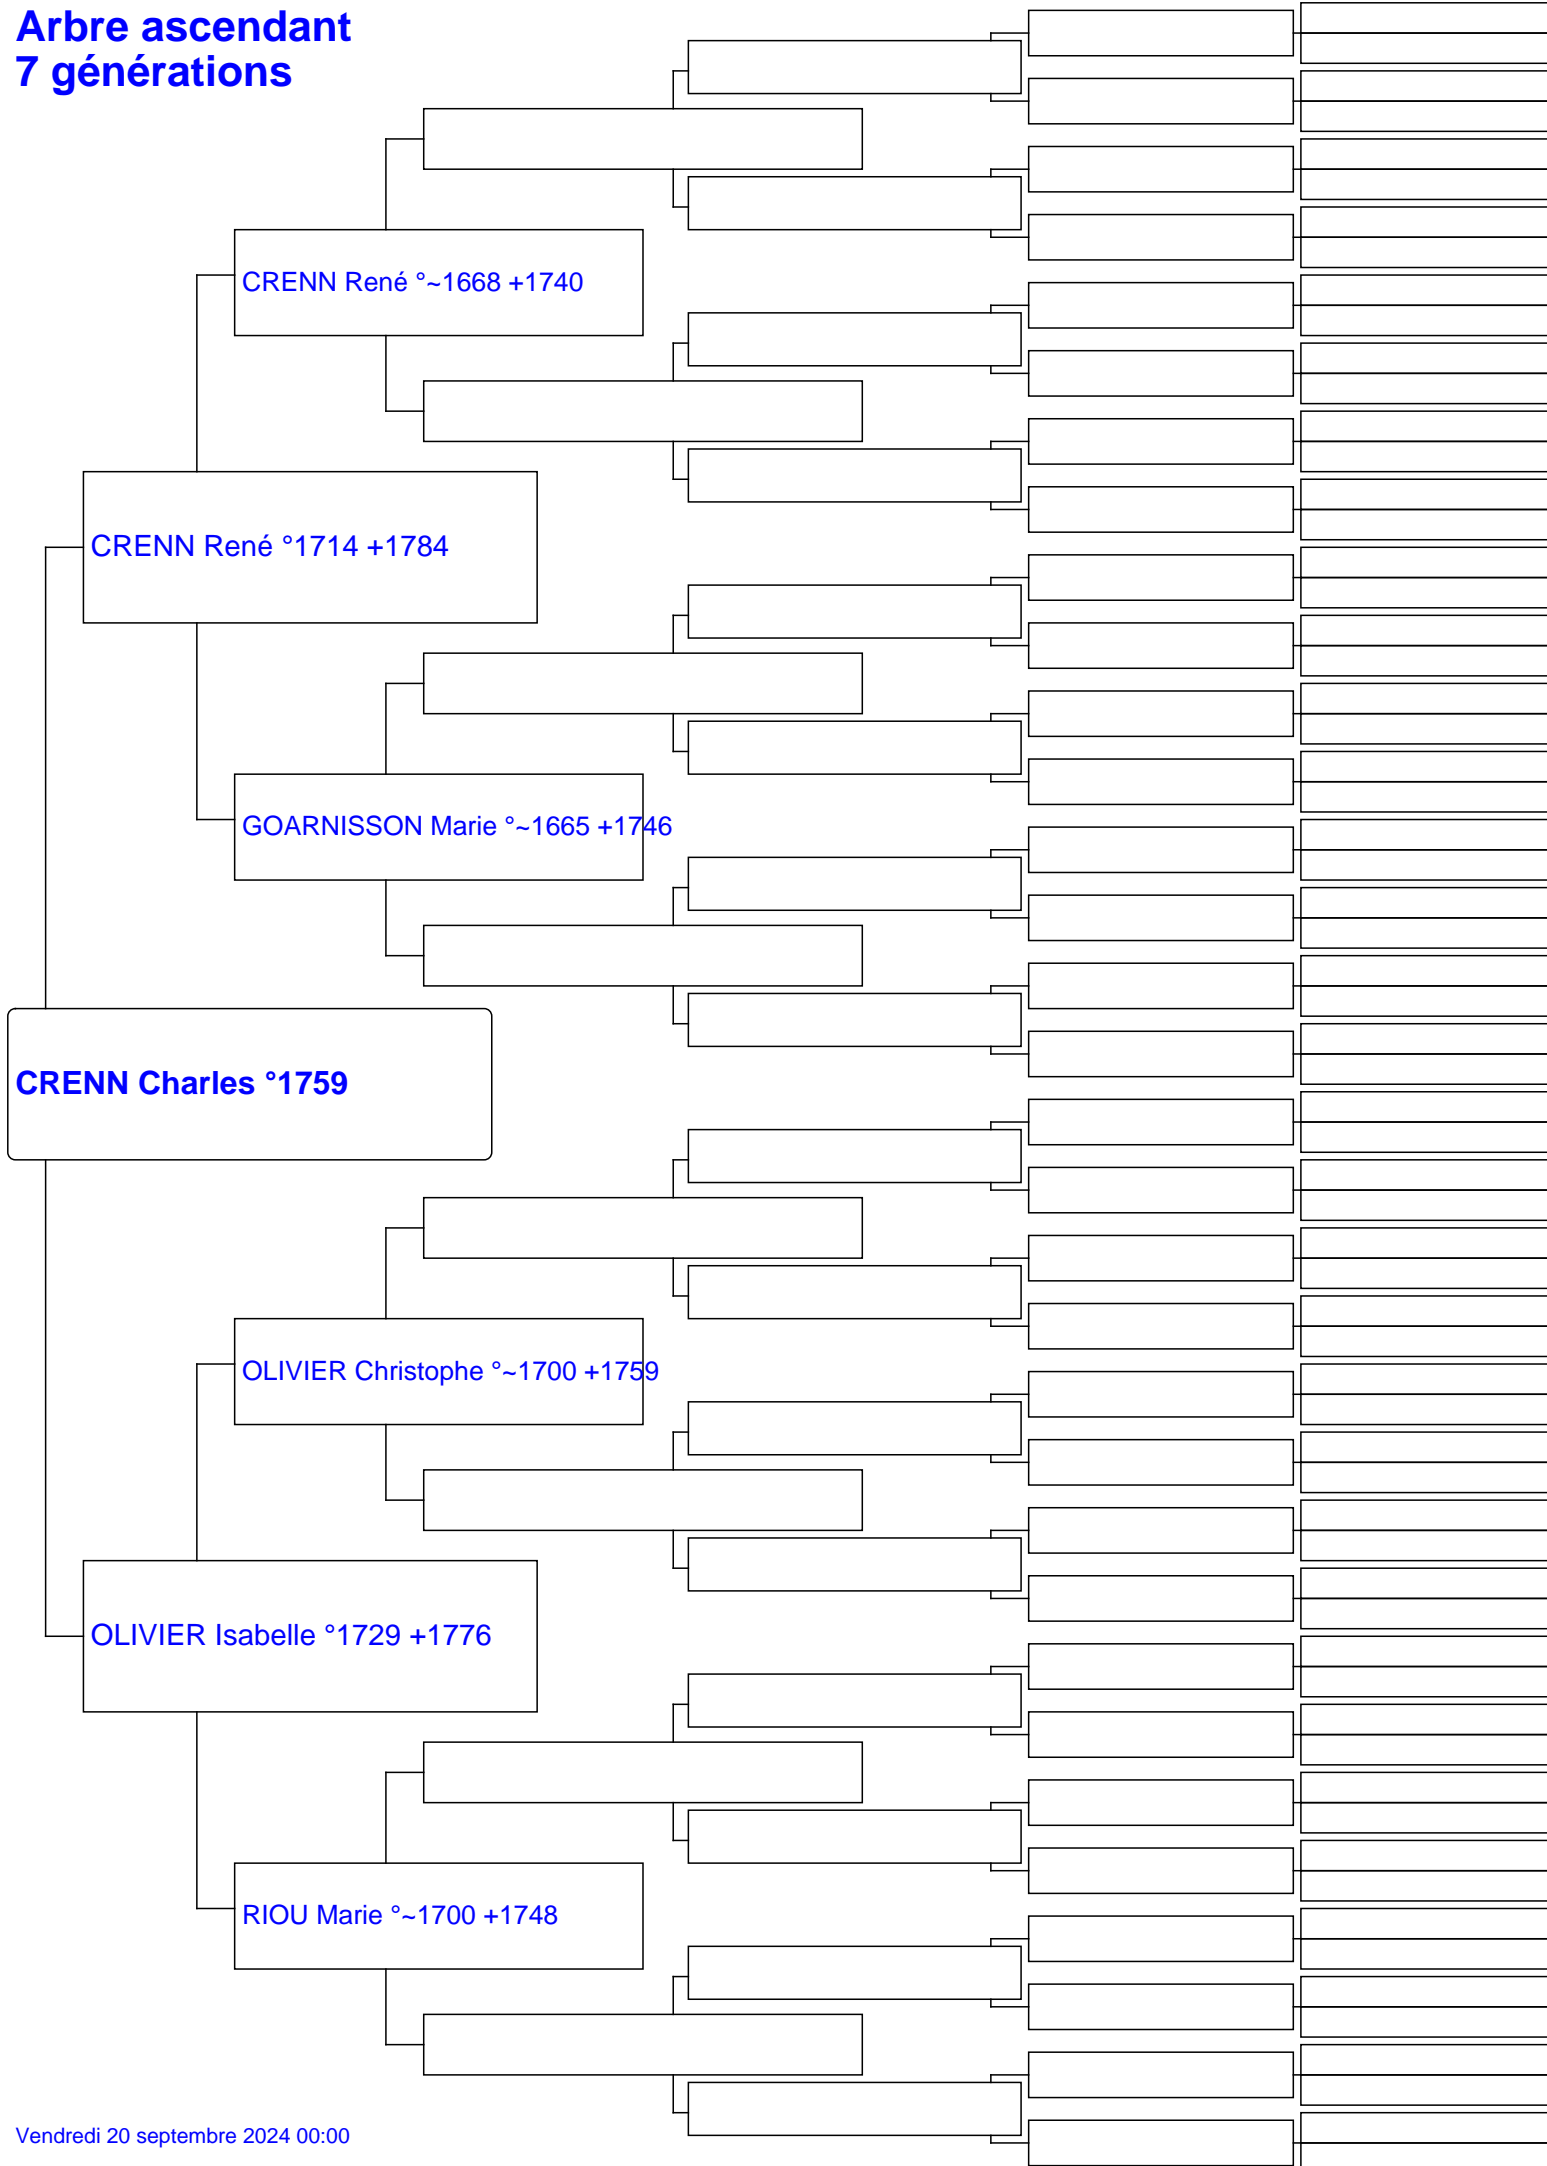 Arbre ascendant
7 générations
CRENN René °~1668 +1740
CRENN René °1714 +1784
GOARNISSON Marie °~1665 +1746
CRENN Charles °1759
OLIVIER Christophe °~1700 +1759
OLIVIER Isabelle °1729 +1776
RIOU Marie °~1700 +1748
Vendredi 20 septembre 2024 00:00